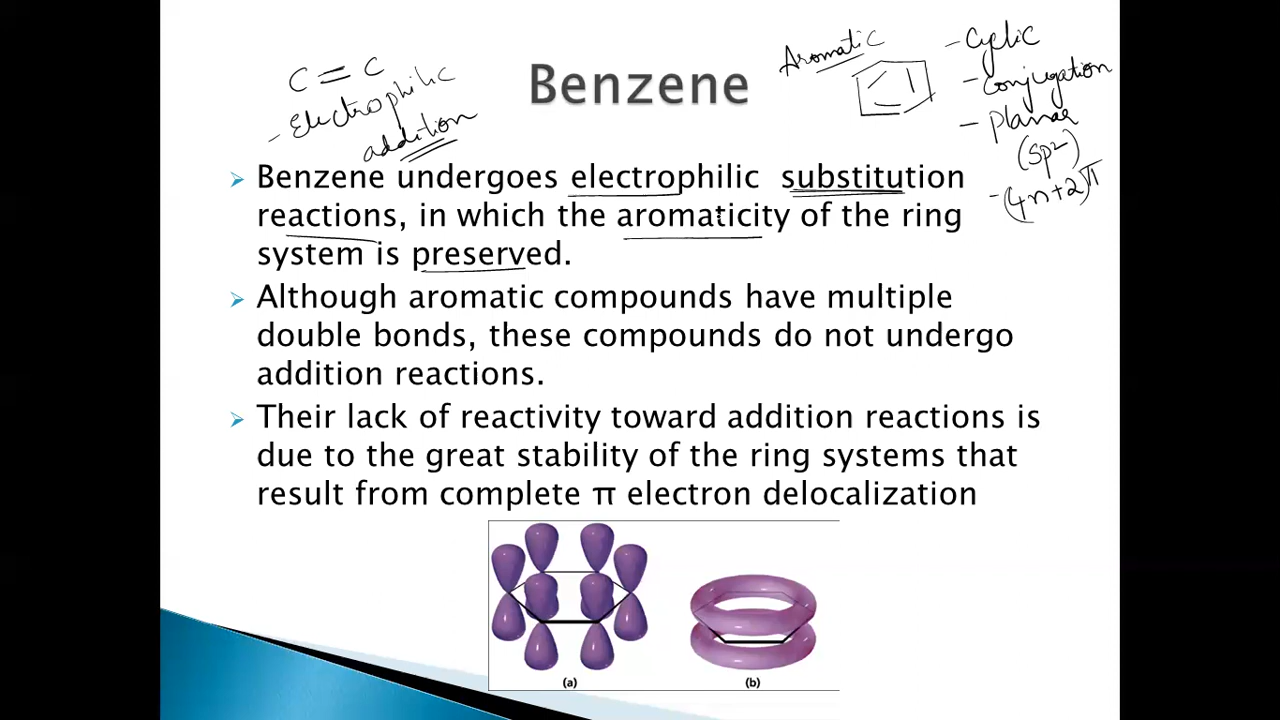 C = C
- Electrophilic
addition
Benzene
Aromatic
- Cyclic
- Conjugation
- Planar
(sp²)
- (4n+2)π
Benzene undergoes electrophilic substitution
reactions, in which the aromaticity of the ring
system is preserved.
Although aromatic compounds have multiple
double bonds, these compounds do not undergo
addition reactions.
Their lack of reactivity toward addition reactions is
due to the great stability of the ring systems that
result from complete π electron delocalization
(a)
(b)